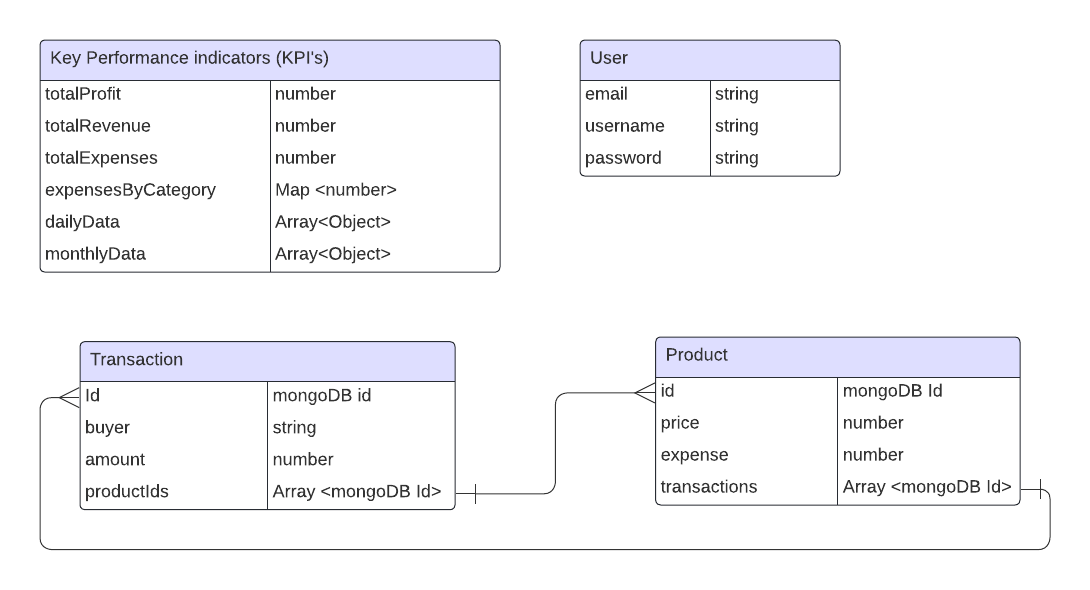 Key Performance indicators (KPI's)
totalProfit number
totalRevenue number
totalExpenses number
expensesByCategory Map <number>
dailyData Array<Object>
monthlyData Array<Object>
User
email string
username string
password string
Transaction
Id mongoDB id
buyer string
amount number
productIds Array <mongoDB Id>
Product
id mongoDB Id
price number
expense number
transactions Array <mongoDB Id>